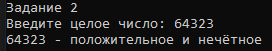 Задание 2
Введите целое число: 64323
64323 - положительное и нечётное